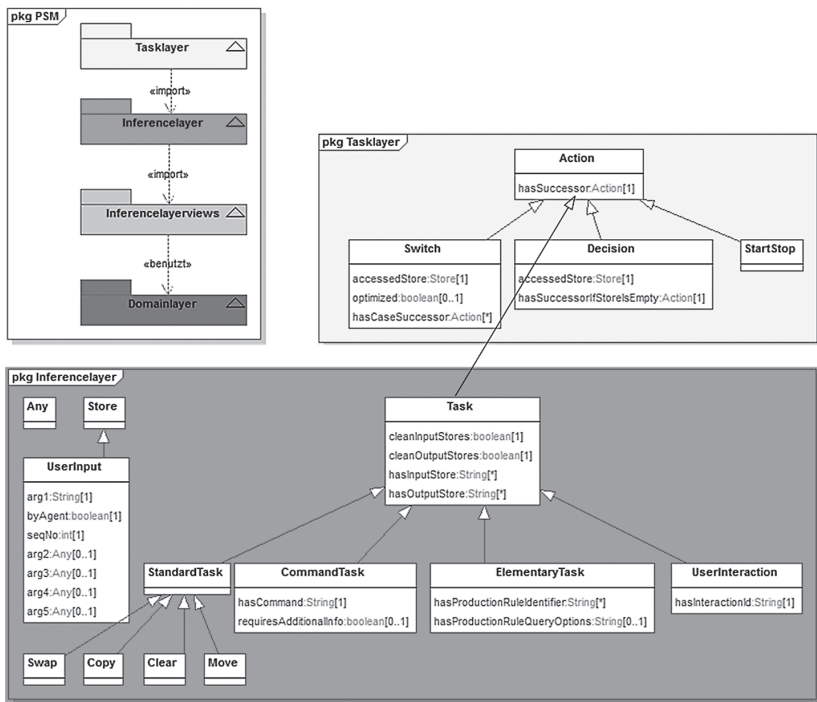 pkg PSM
Tasklayer
«import»
Inferencelayer
«import»
Inferencelayerviews
«benutzt»
Domainlayer
pkg Tasklayer
Action
hasSuccessor:Action[1]
Switch
accessedStore:Store[1]
optimized:boolean[0..1]
hasCaseSuccessor:Action[*]
Decision
accessedStore:Store[1]
hasSuccessorIfStoreIsEmpty:Action[1]
StartStop
pkg Inferencelayer
Any
Store
UserInput
arg1:String[1]
byAgent:boolean[1]
seqNo:int[1]
arg2:Any[0..1]
arg3:Any[0..1]
arg4:Any[0..1]
arg5:Any[0..1]
Task
cleanInputStores:boolean[1]
cleanOutputStores:boolean[1]
hasInputStore:String[*]
hasOutputStore:String[*]
StandardTask
CommandTask
hasCommand:String[1]
requiresAdditionalInfo:boolean[0..1]
ElementaryTask
hasProductionRuleIdentifier:String[*]
hasProductionRuleQueryOptions:String[0..1]
UserInteraction
hasInteractionId:String[1]
Swap
Copy
Clear
Move